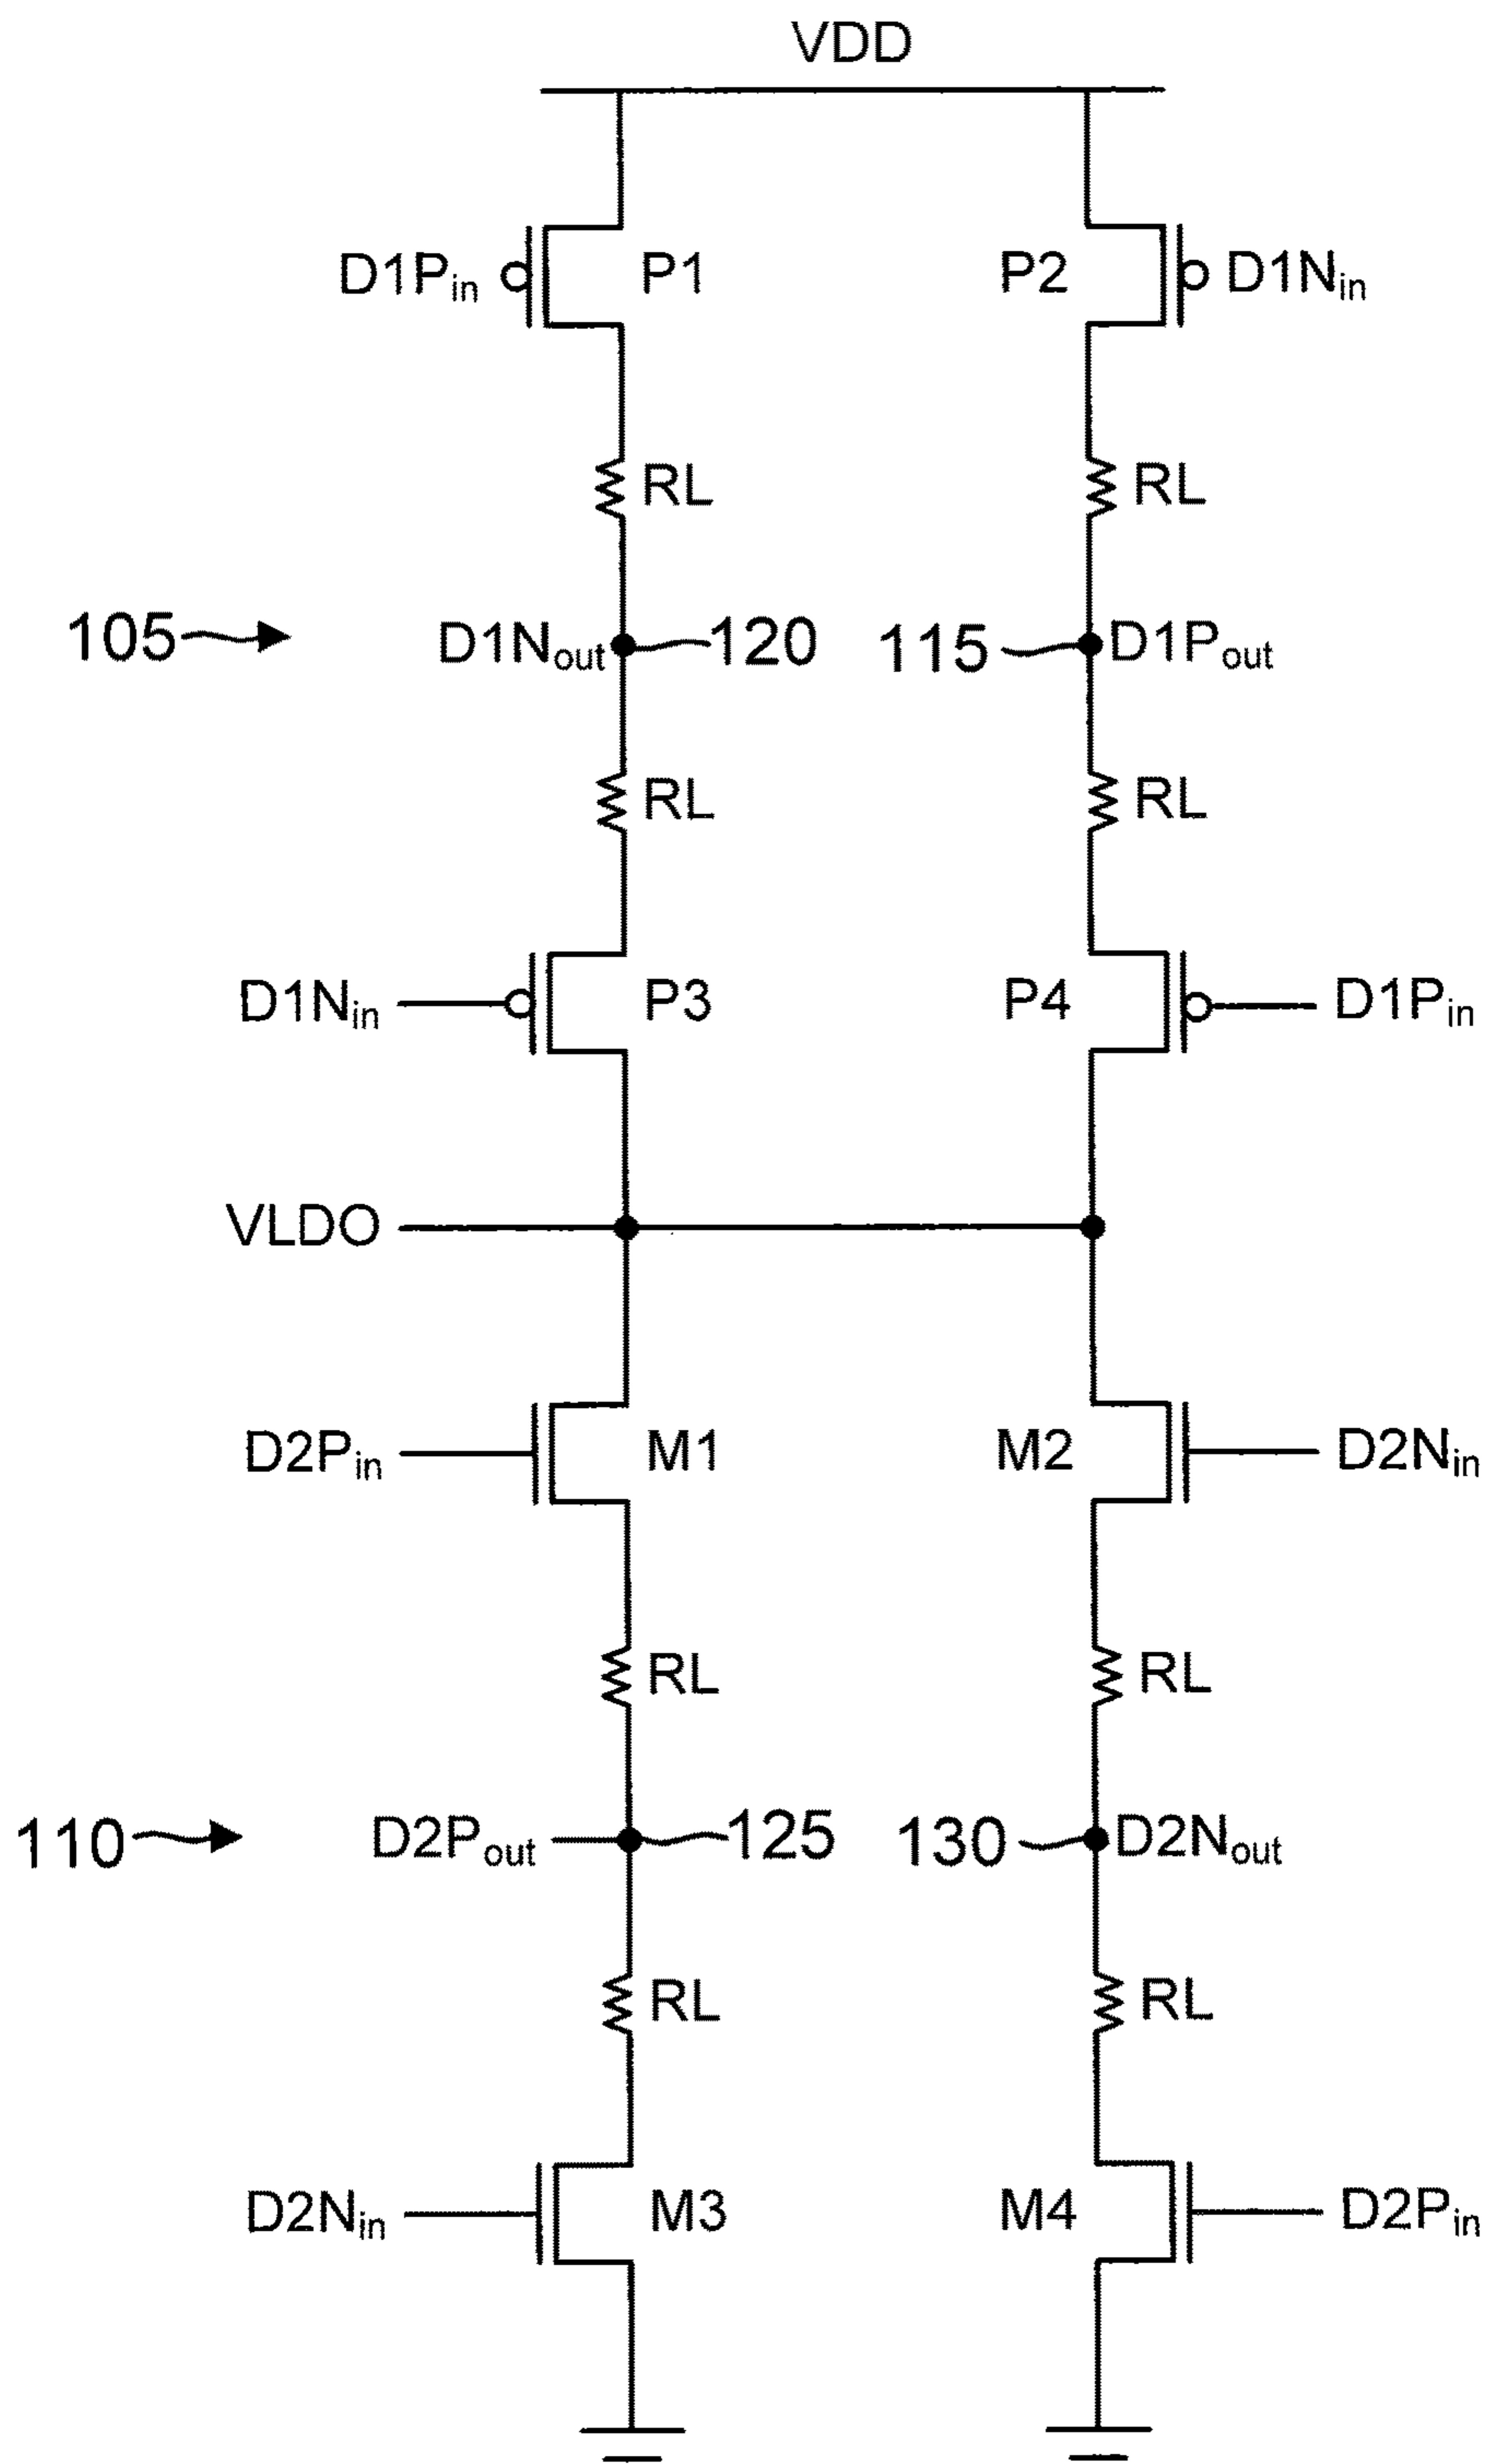 VDD
D1Pin P1 P2 D1Nin
RL RL
105 D1Nout 120 115 D1Pout
RL RL
D1Nin P3 P4 D1Pin
VLDO
D2Pin M1 M2 D2Nin
RL RL
110 D2Pout 125 130 D2Nout
RL RL
D2Nin M3 M4 D2Pin